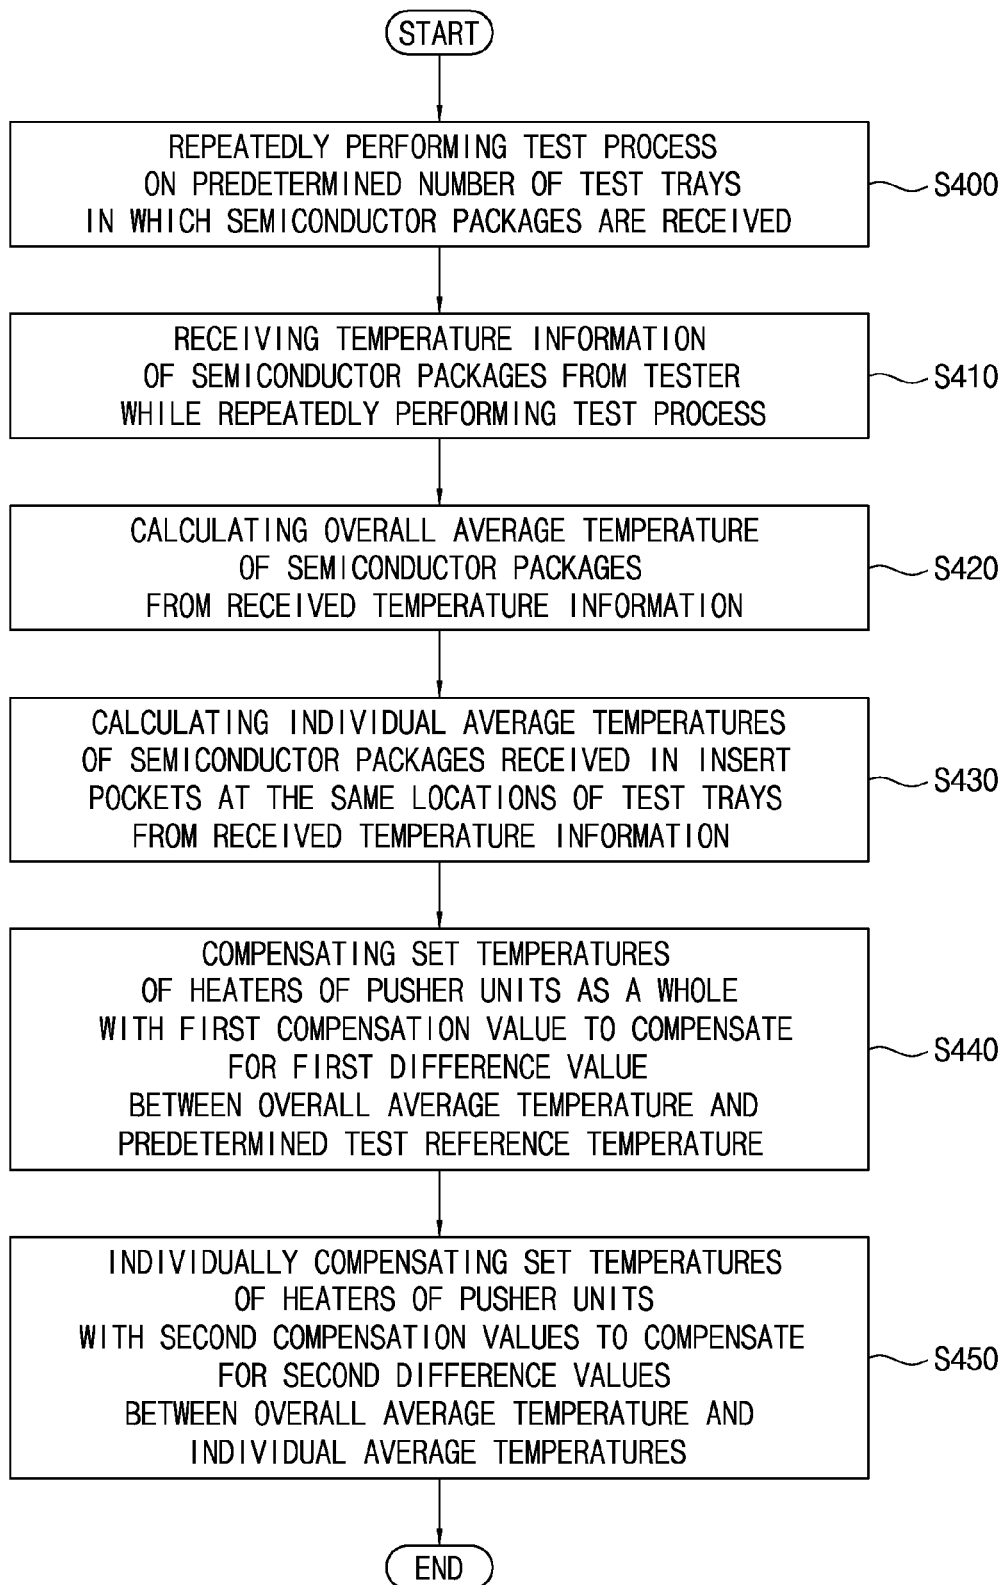 START
REPEATEDLY PERFORMING TEST PROCESS
ON PREDETERMINED NUMBER OF TEST TRAYS
IN WHICH SEMICONDUCTOR PACKAGES ARE RECEIVED
S400
RECEIVING TEMPERATURE INFORMATION
OF SEMICONDUCTOR PACKAGES FROM TESTER
WHILE REPEATEDLY PERFORMING TEST PROCESS
S410
CALCULATING OVERALL AVERAGE TEMPERATURE
OF SEMICONDUCTOR PACKAGES
FROM RECEIVED TEMPERATURE INFORMATION
S420
CALCULATING INDIVIDUAL AVERAGE TEMPERATURES
OF SEMICONDUCTOR PACKAGES RECEIVED IN INSERT
POCKETS AT THE SAME LOCATIONS OF TEST TRAYS
FROM RECEIVED TEMPERATURE INFORMATION
S430
COMPENSATING SET TEMPERATURES
OF HEATERS OF PUSHER UNITS AS A WHOLE
WITH FIRST COMPENSATION VALUE TO COMPENSATE
FOR FIRST DIFFERENCE VALUE
BETWEEN OVERALL AVERAGE TEMPERATURE AND
PREDETERMINED TEST REFERENCE TEMPERATURE
S440
INDIVIDUALLY COMPENSATING SET TEMPERATURES
OF HEATERS OF PUSHER UNITS
WITH SECOND COMPENSATION VALUES TO COMPENSATE
FOR SECOND DIFFERENCE VALUES
BETWEEN OVERALL AVERAGE TEMPERATURE AND
INDIVIDUAL AVERAGE TEMPERATURES
S450
END